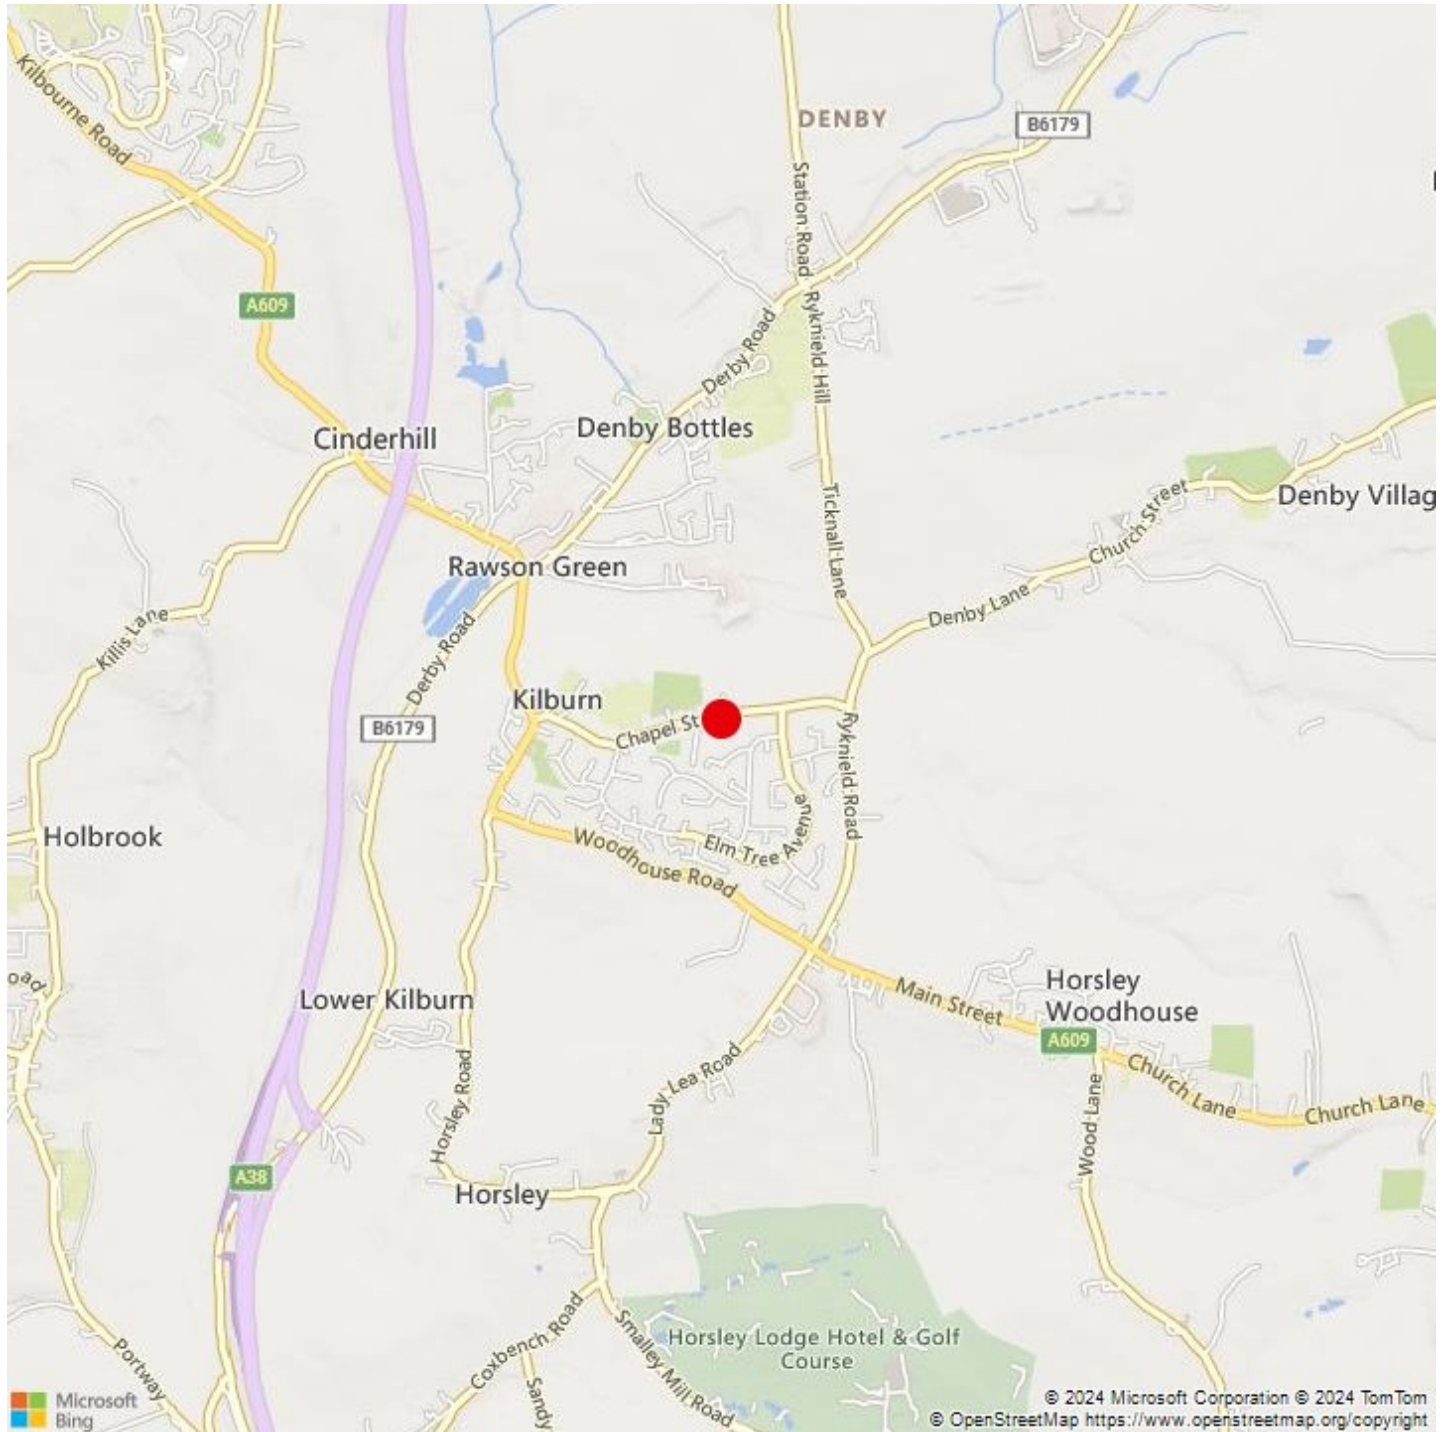 Kilbourne Road
DENBY
B6179
Station Road
A609
Ryknield Hill
Derby Road
Cinderhill
Denby Bottles
Ticknall Lane
Church Street
Denby Villag
Rawson Green
Denby Lane
Killis Lane
Derby Road
Kilburn
B6179
Chapel St
Ryknield Road
Holbrook
Elm Tree Avenue
Woodhouse Road
oad
Lower Kilburn
Main Street
Horsley
Woodhouse
A609
Church Lane
Church Lane
Lady Lea Road
Horsley Road
Wood Lane
A38
Horsley
Coxbench Road
Smalley Mill Road
Horsley Lodge Hotel & Golf
Course
Portway
Sandy
Microsoft
Bing
© 2024 Microsoft Corporation © 2024 TomTom
© OpenStreetMap https://www.openstreetmap.org/copyright